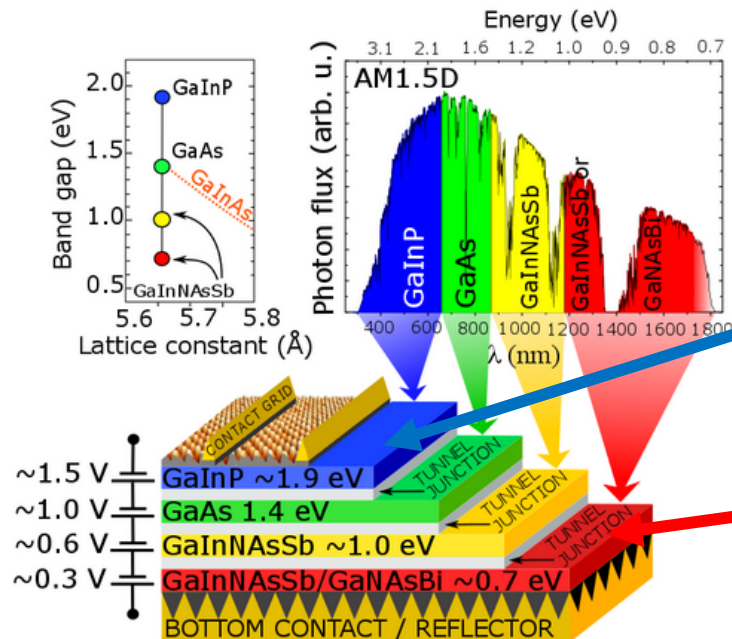 Energy (eV)
3.1 2.1 1.6 1.2 1.0 0.9 0.8 0.7
AM1.5D
Photon flux (arb. u.)
GaInP
GaAs
GaInNAsSb
GaInNAsSb or
GaNAsBi
400 600 800 1000 1200 1400 1600 1800
λ (nm)
Band gap (eV)
2.0
1.5
1.0
0.5
GaInP
GaAs
GaInAs
GaInNAsSb
5.6 5.7 5.8
Lattice constant (Å)
CONTACT GRID
~1.5 V
~1.0 V
~0.6 V
~0.3 V
GaInP ~1.9 eV
TUNNEL
JUNCTION
GaAs 1.4 eV
TUNNEL
JUNCTION
GaInNAsSb ~1.0 eV
TUNNEL
JUNCTION
GaInNAsSb/GaNAsBi ~0.7 eV
BOTTOM CONTACT / REFLECTOR